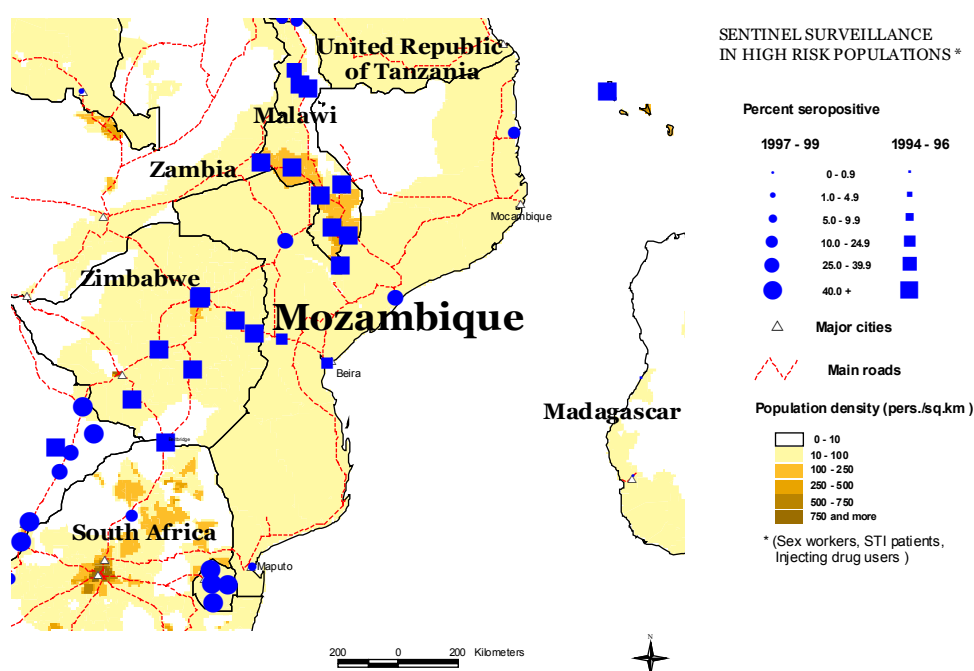 United Republic
of Tanzania
Malawi
Zambia
Mocambique
Zimbabwe
Mozambique
Beira
Madagascar
South Africa
Maputo
200 0 200 Kilometers
N
SENTINEL SURVEILLANCE
IN HIGH RISK POPULATIONS *
Percent seropositive
1997 - 99 1994 - 96
0 - 0.9
1.0 - 4.9
5.0 - 9.9
10.0 - 24.9
25.0 - 39.9
40.0 +
Major cities
Main roads
Population density (pers./sq.km )
0 - 10
10 - 100
100 - 250
250 - 500
500 - 750
750 and more
* (Sex workers, STI patients,
Injecting drug users )